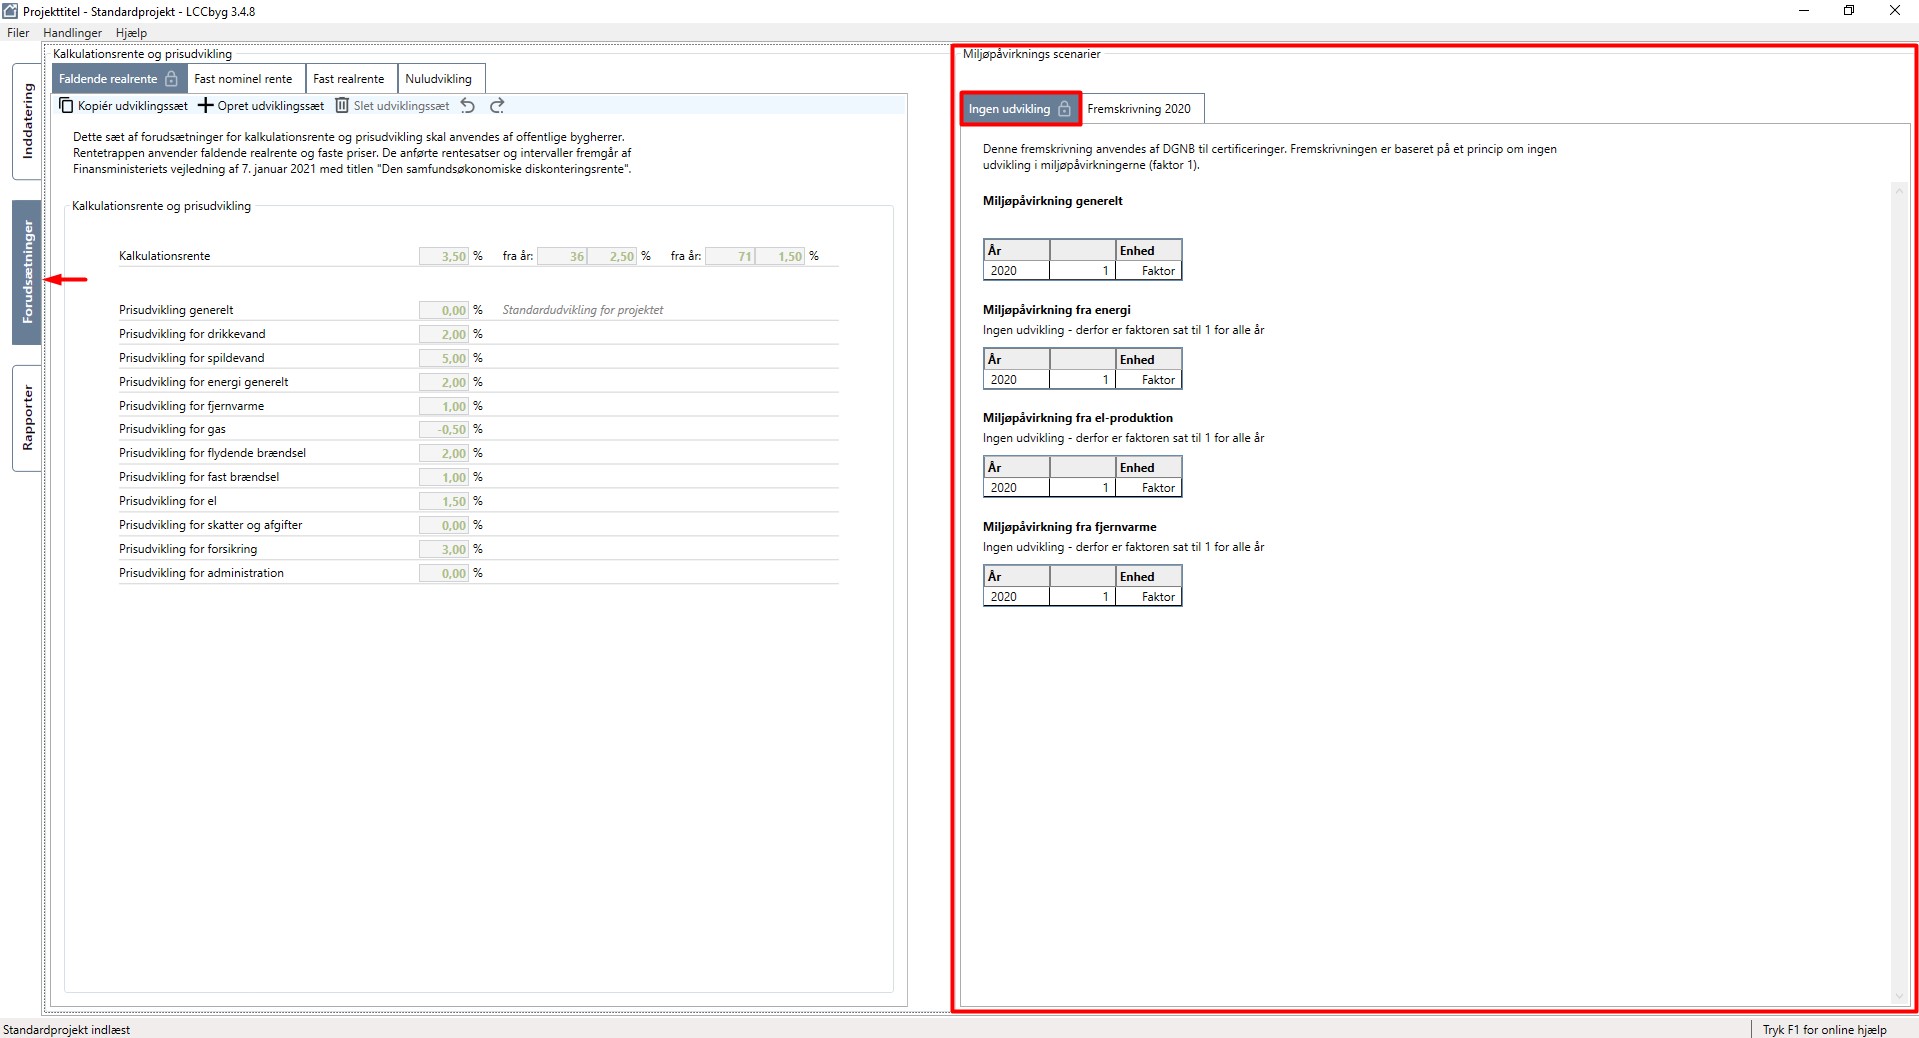 Projekttitel - Standardprojekt - LCCbyg 3.4.8
Filer Handlinger Hjælp
Inddatering
Forudsætninger
Rapporter
Kalkulationsrente og prisudvikling
Faldende realrente Fast nominel rente Fast realrente Nuludvikling
Kopiér udviklingssæt Opret udviklingssæt Slet udviklingssæt
Dette sæt af forudsætninger for kalkulationsrente og prisudvikling skal anvendes af offentlige bygherrer.
Rentetrappen anvender faldende realrente og faste priser. De anførte rentesatser og intervaller fremgår af
Finansministeriets vejledning af 7. januar 2021 med titlen "Den samfundsøkonomiske diskonteringsrente".
Kalkulationsrente og prisudvikling
Kalkulationsrente 3,50 % fra år: 36 2,50 % fra år: 71 1,50 %
Prisudvikling generelt 0,00 % Standardudvikling for projektet
Prisudvikling for drikkevand 2,00 %
Prisudvikling for spildevand 5,00 %
Prisudvikling for energi generelt 2,00 %
Prisudvikling for fjernvarme 1,00 %
Prisudvikling for gas -0,50 %
Prisudvikling for flydende brændsel 2,00 %
Prisudvikling for fast brændsel 1,00 %
Prisudvikling for el 1,50 %
Prisudvikling for skatter og afgifter 0,00 %
Prisudvikling for forsikring 3,00 %
Prisudvikling for administration 0,00 %
Miljøpåvirknings scenarier
Ingen udvikling Fremskrivning 2020
Denne fremskrivning anvendes af DGNB til certificeringer. Fremskrivningen er baseret på et princip om ingen
udvikling i miljøpåvirkningerne (faktor 1).
Miljøpåvirkning generelt
År Enhed
2020 1 Faktor
Miljøpåvirkning fra energi
Ingen udvikling - derfor er faktoren sat til 1 for alle år
År Enhed
2020 1 Faktor
Miljøpåvirkning fra el-produktion
Ingen udvikling - derfor er faktoren sat til 1 for alle år
År Enhed
2020 1 Faktor
Miljøpåvirkning fra fjernvarme
Ingen udvikling - derfor er faktoren sat til 1 for alle år
År Enhed
2020 1 Faktor
Standardprojekt indlæst
Tryk F1 for online hjælp